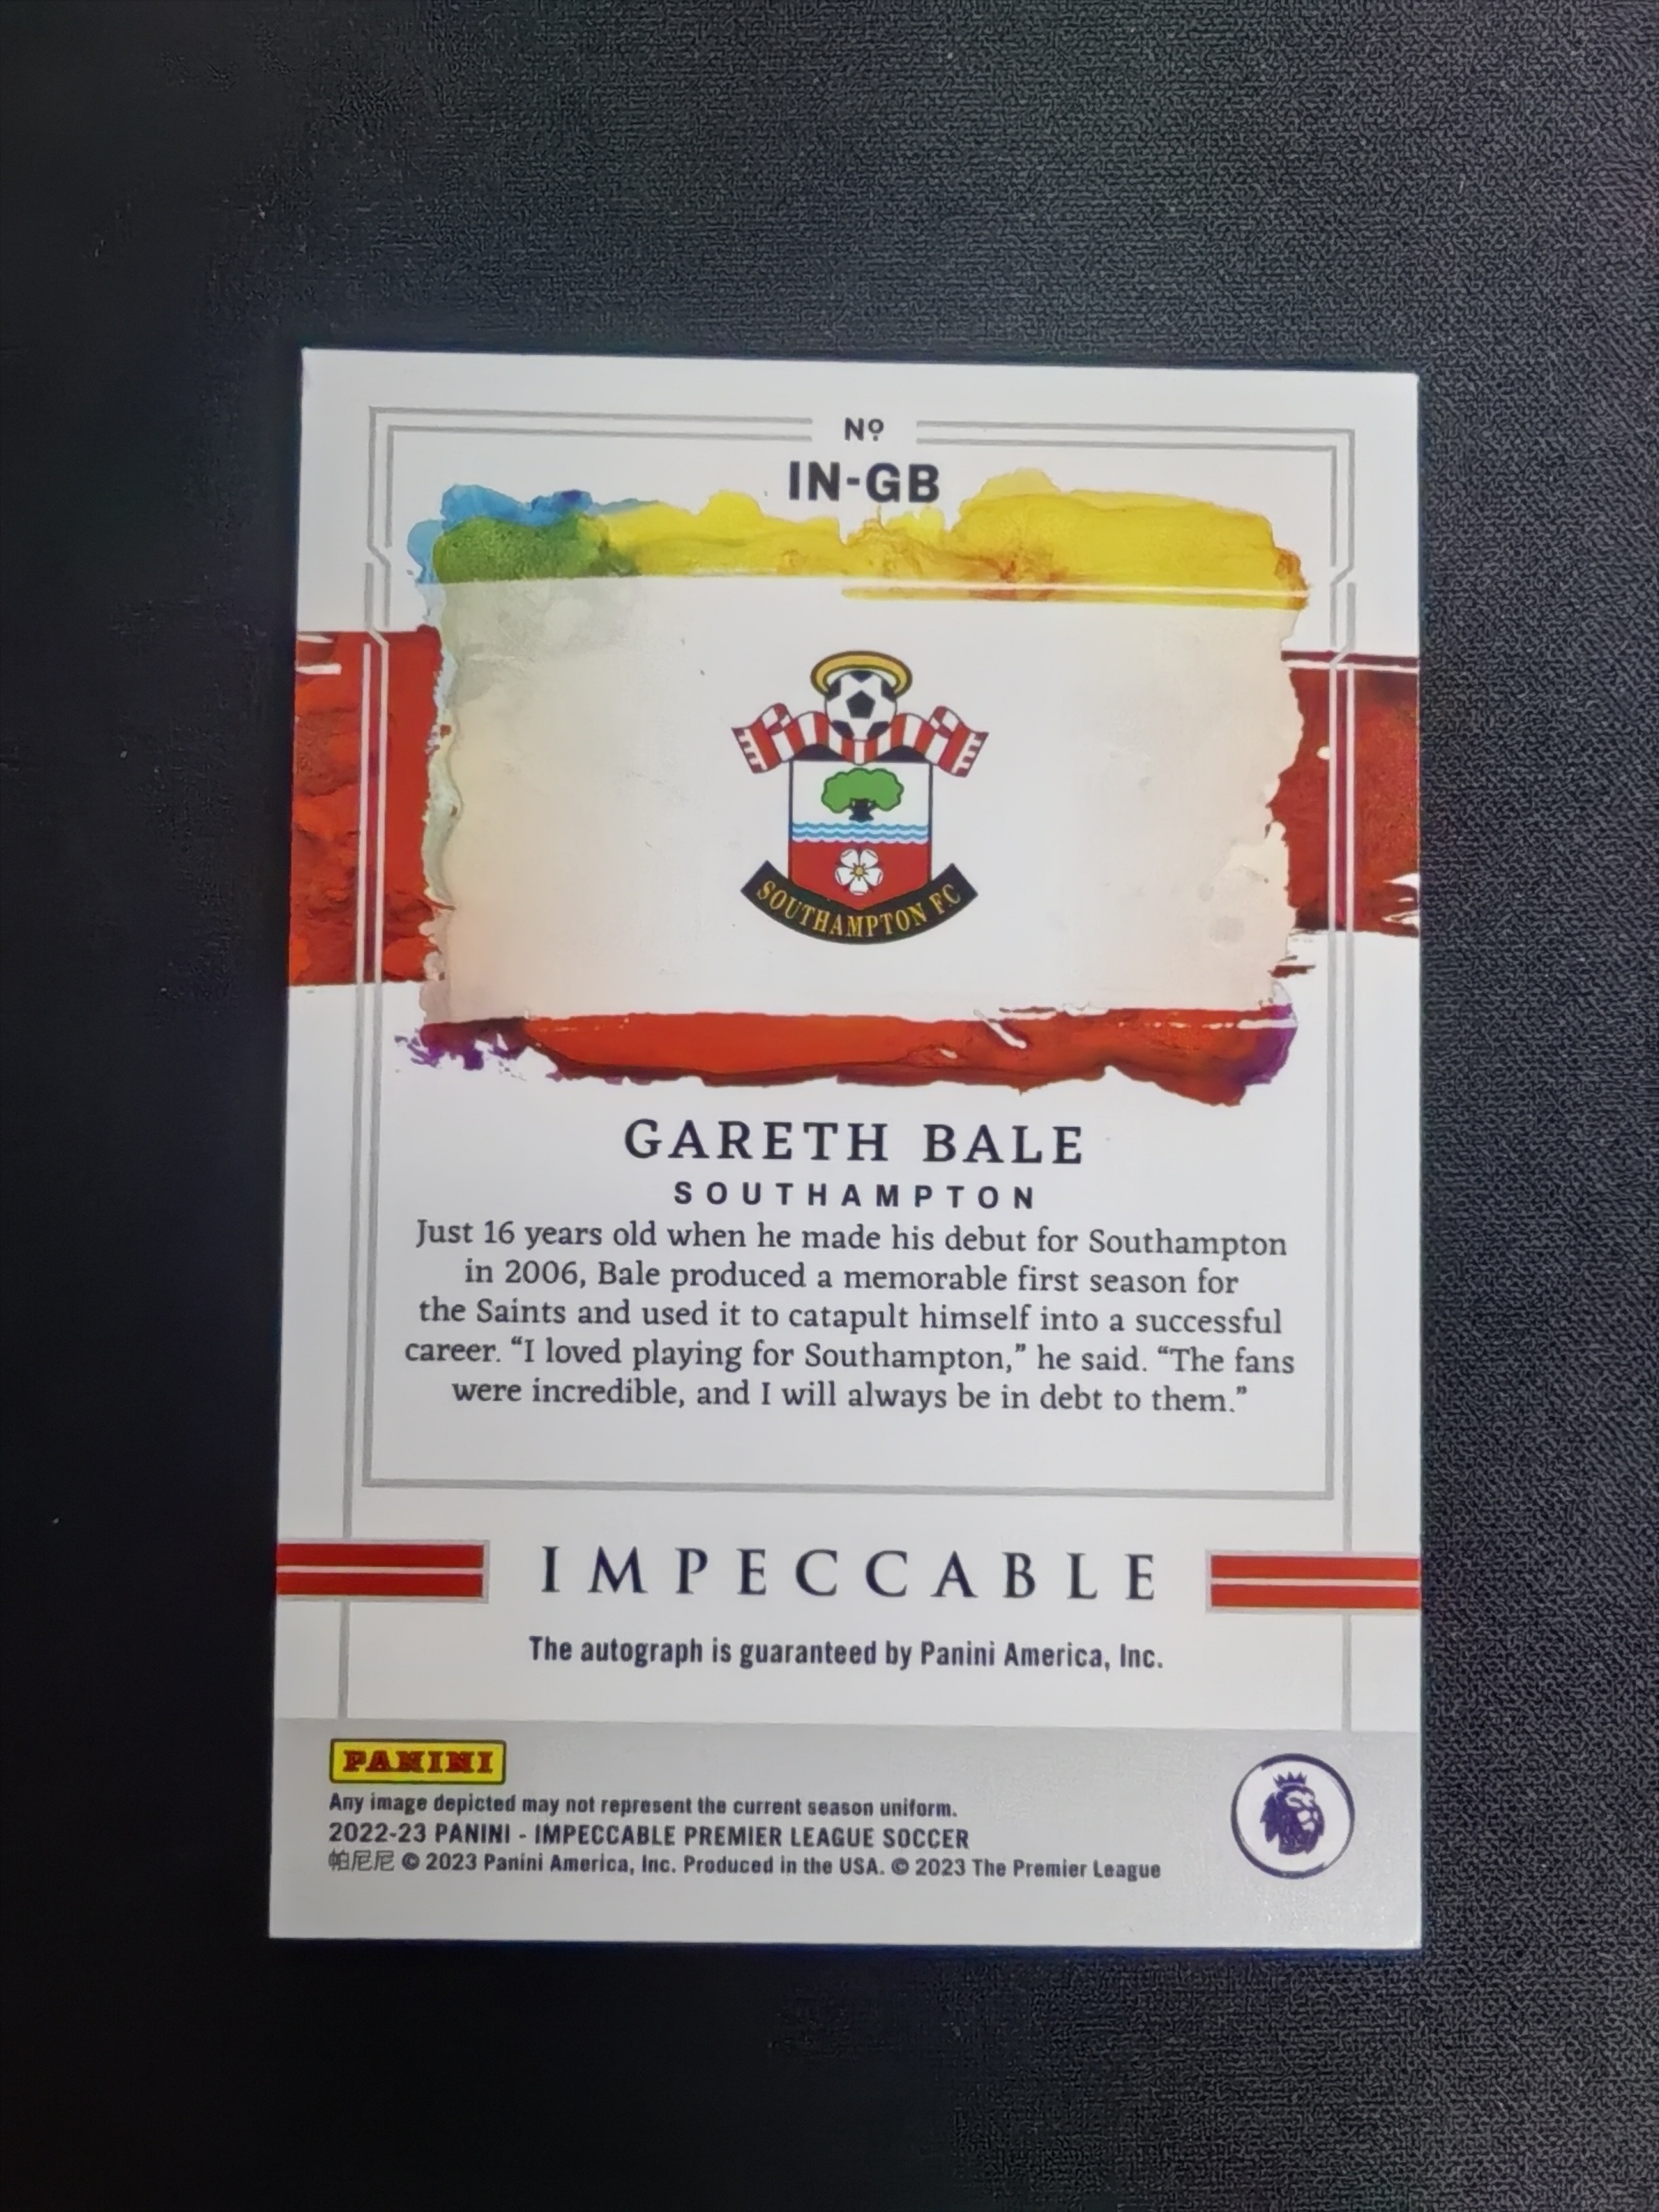 Nº
IN-GB
SOUTHAMPTON FC
GARETH BALE
SOUTHAMPTON
Just 16 years old when he made his debut for Southampton
in 2006, Bale produced a memorable first season for
the Saints and used it to catapult himself into a successful
career. “I loved playing for Southampton,” he said. “The fans
were incredible, and I will always be in debt to them.”
IMPECCABLE
The autograph is guaranteed by Panini America, Inc.
PANINI
Any image depicted may not represent the current season uniform.
2022-23 PANINI - IMPECCABLE PREMIER LEAGUE SOCCER
帕尼尼 © 2023 Panini America, Inc. Produced in the USA. © 2023 The Premier League